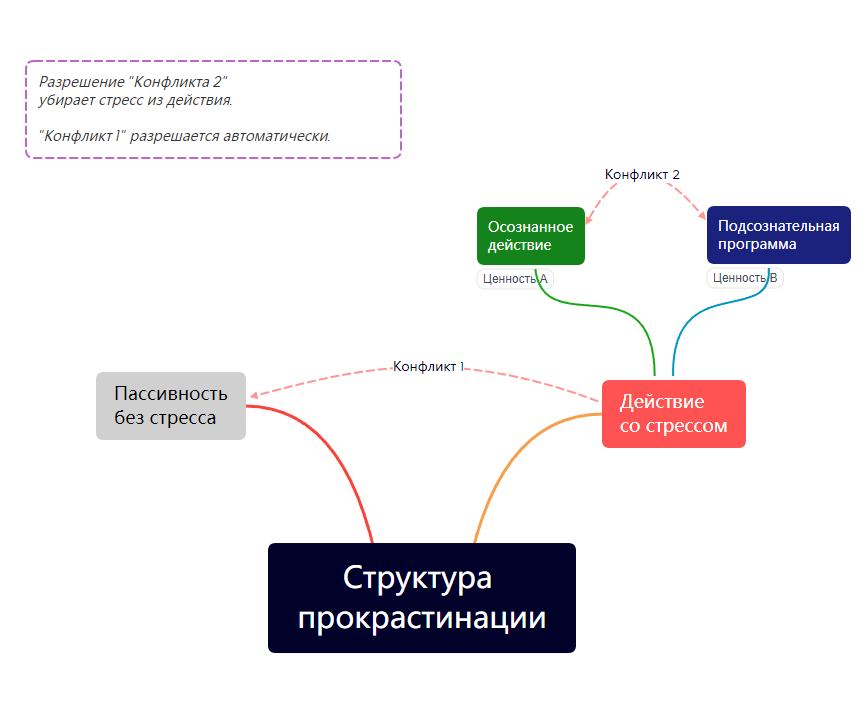 Разрешение "Конфликта 2"
убирает стресс из действия.
"Конфликт 1" разрешается автоматически.
Конфликт 2
Осознанное
действие
Подсознательная
программа
Ценность А
Ценность В
Конфликт 1
Пассивность
без стресса
Действие
со стрессом
Структура
прокрастинации